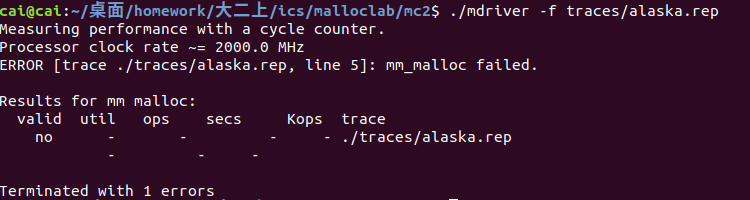 cai@cai:~/桌面/homework/大二上/ics/malloclab/mc2$ ./mdriver -f traces/alaska.rep
Measuring performance with a cycle counter.
Processor clock rate ~= 2000.0 MHz
ERROR [trace ./traces/alaska.rep, line 5]: mm_malloc failed.
Results for mm malloc:
  valid  util   ops    secs     Kops  trace
    no      -       -         -     - ./traces/alaska.rep
            -         -     -
Terminated with 1 errors